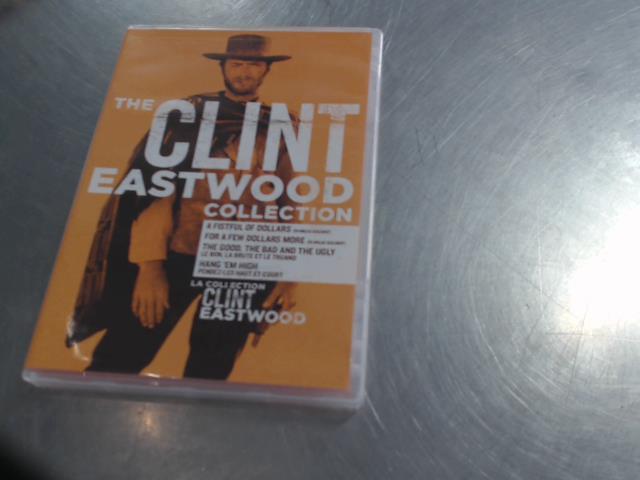 THE
CLINT
EASTWOOD
COLLECTION
A FISTFUL OF DOLLARS
FOR A FEW DOLLARS MORE
THE GOOD, THE BAD AND THE UGLY
LE BON, LA BRUTE ET LE TRUAND
HANG 'EM HIGH
PENDEZ-LES HAUT ET COURT
LA COLLECTION
CLINT
EASTWOOD